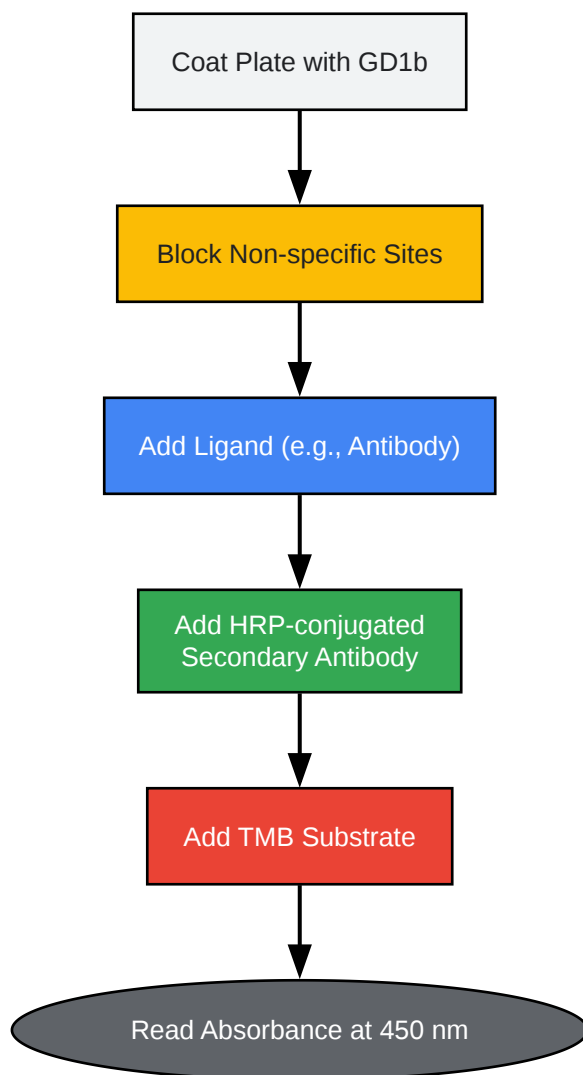 Coat Plate with GD1b
Block Non-specific Sites
Add Ligand (e.g., Antibody)
Add HRP-conjugated
Secondary Antibody
Add TMB Substrate
Read Absorbance at 450 nm